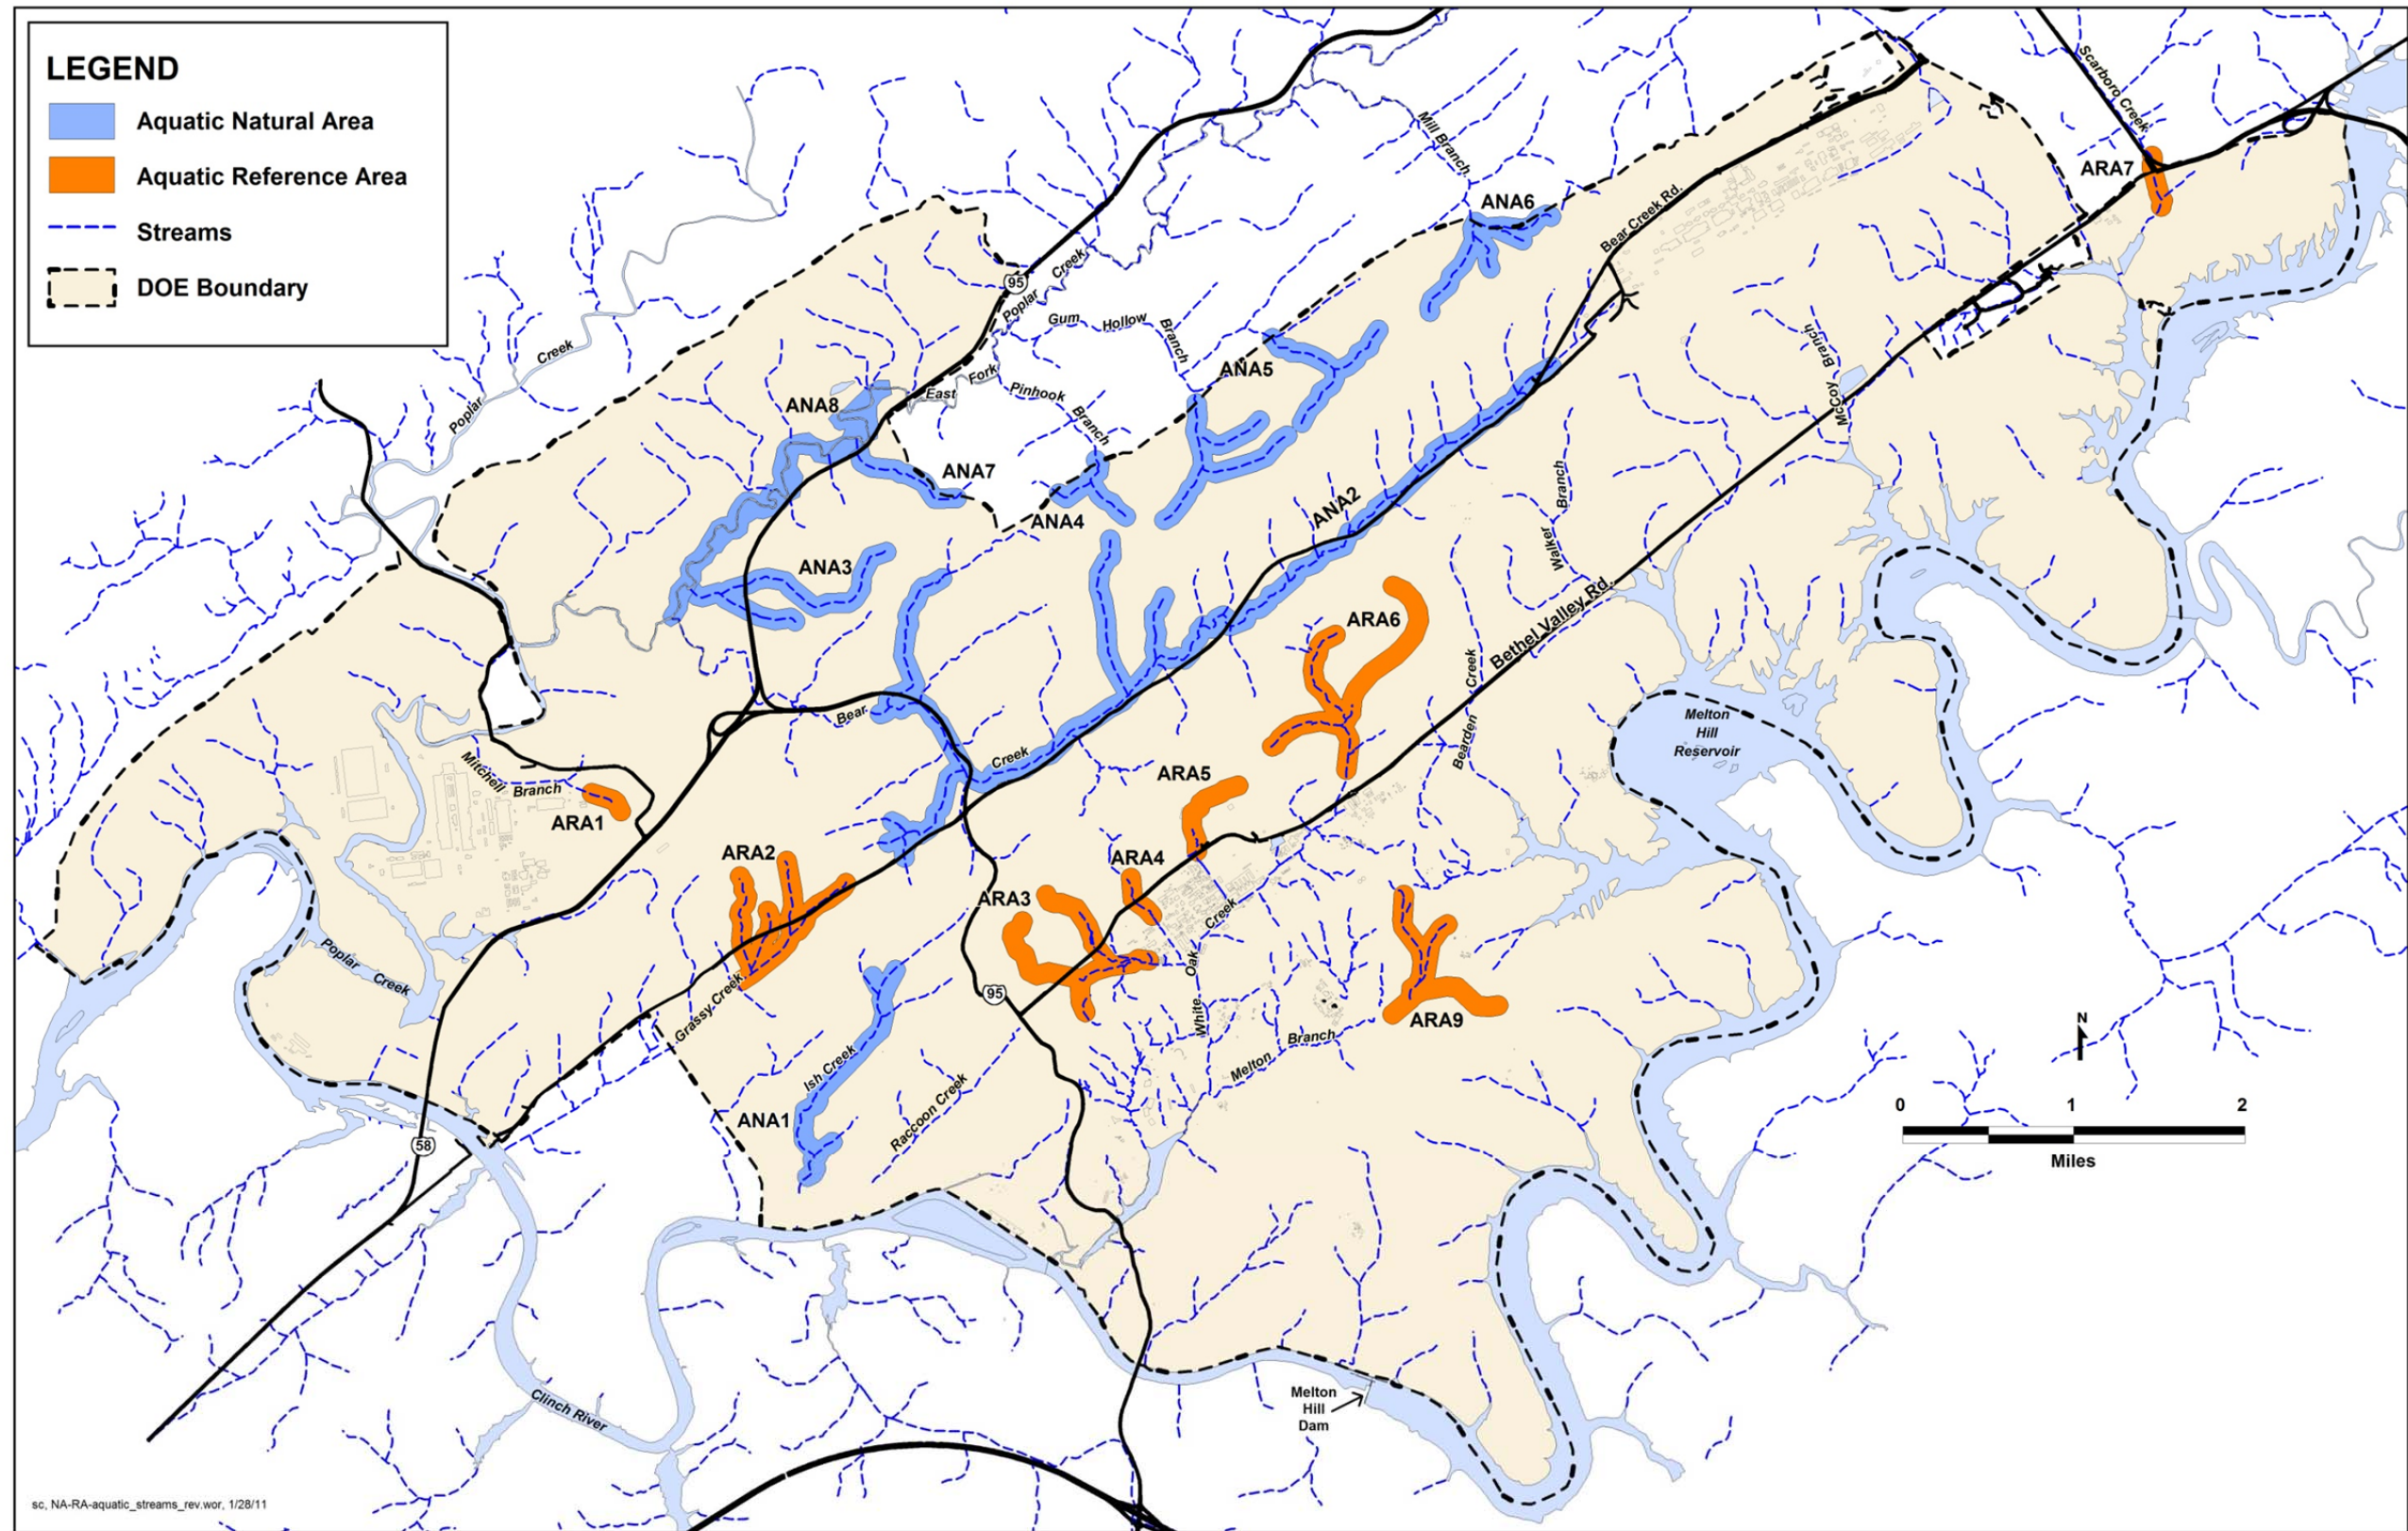 LEGEND
Aquatic Natural Area
Aquatic Reference Area
Streams
DOE Boundary
Scarboro Creek
ARA7
Mill Branch
ANA6
Bear Creek Rd.
95
Poplar Creek
Gum Hollow Branch
ANA5
McCoy Branch
Poplar Creek
East Fork
Pinhook Branch
ANA8
ANA7
ANA4
ANA2
Walker Branch
ANA3
ARA6
Bethel Valley Rd.
Bear Creek
Bearden Creek
Melton
Hill
Reservoir
Mitchell Branch
ARA1
ARA5
ARA2
ARA4
ARA3
White Oak Creek
Poplar Creek
Grassy Creek
95
ARA9
Melton Branch
Ish Creek
Raccoon Creek
ANA1
58
N
0 1 2
Miles
Clinch River
Melton
Hill
Dam
sc, NA-RA-aquatic_streams_rev.wor, 1/28/11